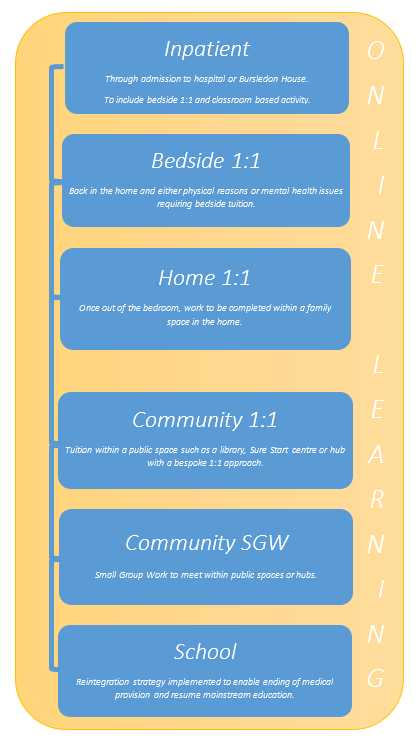 Inpatient
Through admission to hospital or Bursledon House.
To include bedside 1:1 and classroom based activity.
Bedside 1:1
Back in the home and either physical reasons or mental health issues
requiring bedside tuition.
Home 1:1
Once out of the bedroom, work to be completed within a family
space in the home.
Community 1:1
Tuition within a public space such as a library, Sure Start centre or hub
with a bespoke 1:1 approach.
Community SGW
Small Group Work to meet within public spaces or hubs.
School
Reintegration strategy implemented to enable ending of medical
provision and resume mainstream education.
ONLINE LEARNING